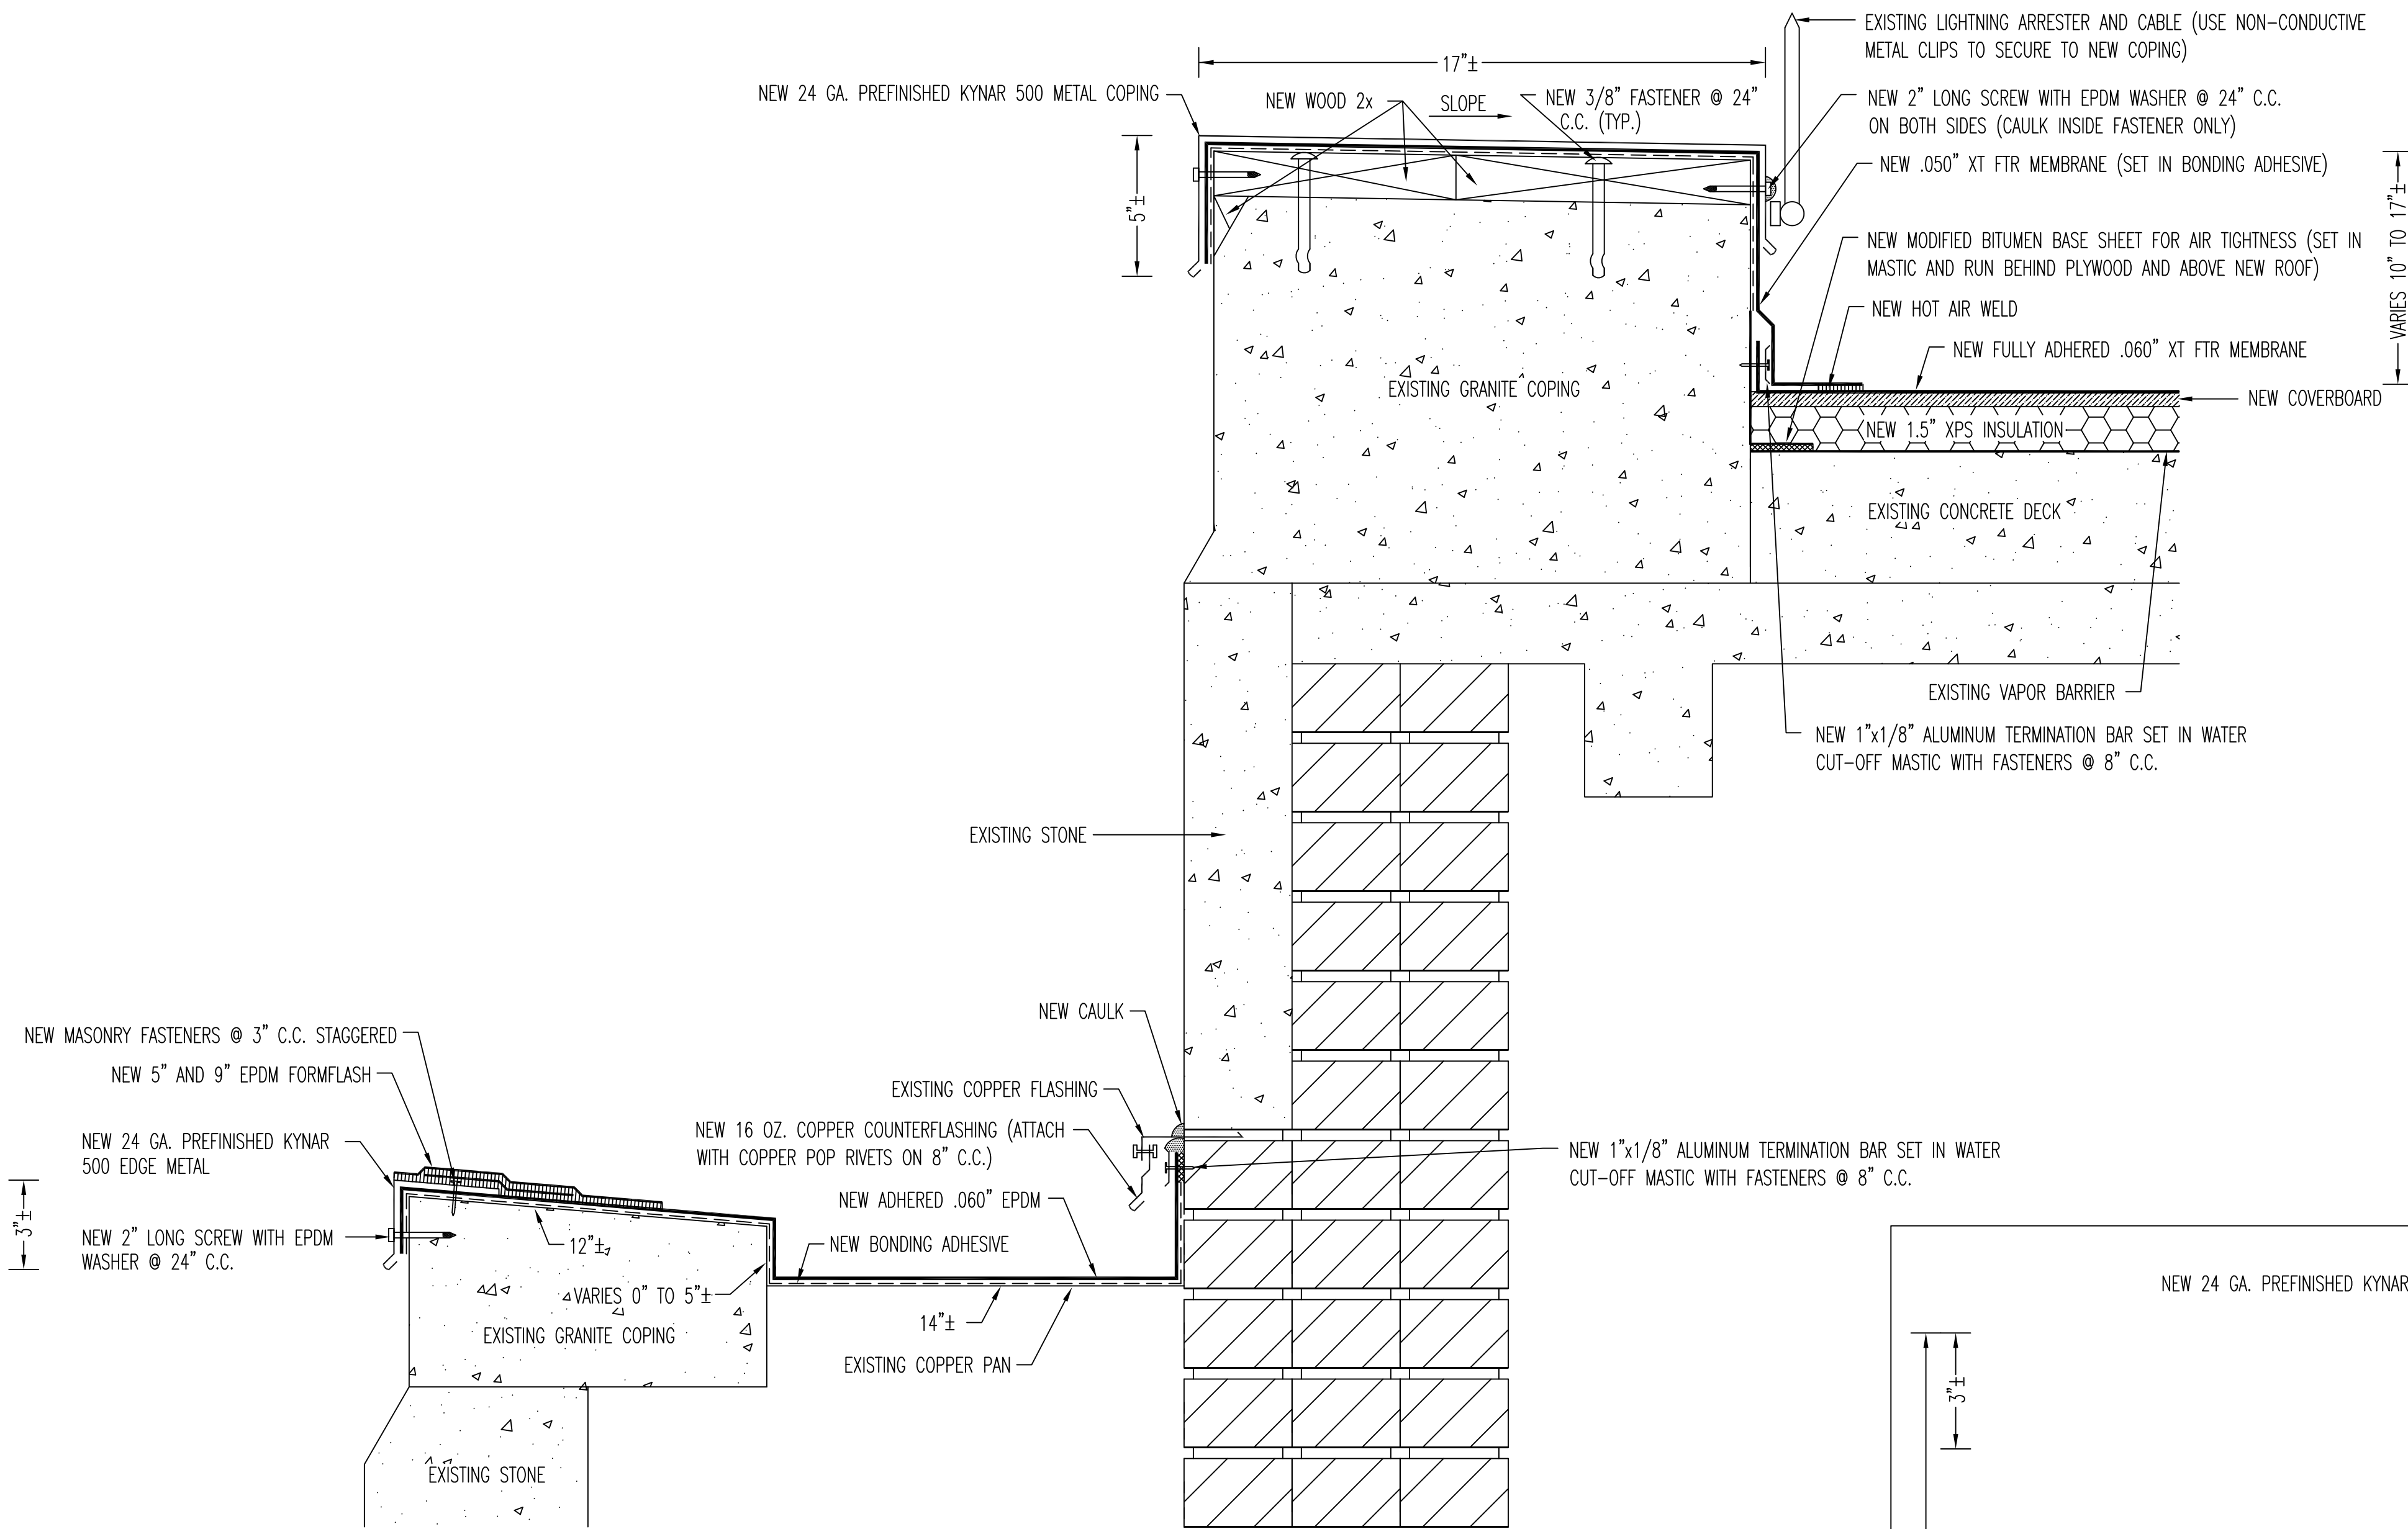 EXISTING LIGHTNING ARRESTER AND CABLE (USE NON-CONDUCTIVE
METAL CLIPS TO SECURE TO NEW COPING)
17"±
NEW 24 GA. PREFINISHED KYNAR 500 METAL COPING
NEW WOOD 2x
SLOPE
NEW 3/8" FASTENER @ 24"
C.C. (TYP.)
NEW 2" LONG SCREW WITH EPDM WASHER @ 24" C.C.
ON BOTH SIDES (CAULK INSIDE FASTENER ONLY)
NEW .050" XT FTR MEMBRANE (SET IN BONDING ADHESIVE)
5"±
VARIES 10" TO 17"±
NEW MODIFIED BITUMEN BASE SHEET FOR AIR TIGHTNESS (SET IN
MASTIC AND RUN BEHIND PLYWOOD AND ABOVE NEW ROOF)
NEW HOT AIR WELD
NEW FULLY ADHERED .060" XT FTR MEMBRANE
EXISTING GRANITE COPING
NEW COVERBOARD
NEW 1.5" XPS INSULATION
EXISTING CONCRETE DECK
EXISTING VAPOR BARRIER
NEW 1"x1/8" ALUMINUM TERMINATION BAR SET IN WATER
CUT-OFF MASTIC WITH FASTENERS @ 8" C.C.
EXISTING STONE
NEW CAULK
NEW MASONRY FASTENERS @ 3" C.C. STAGGERED
NEW 5" AND 9" EPDM FORMFLASH
EXISTING COPPER FLASHING
NEW 16 OZ. COPPER COUNTERFLASHING (ATTACH
WITH COPPER POP RIVETS ON 8" C.C.)
NEW 24 GA. PREFINISHED KYNAR
500 EDGE METAL
NEW 1"x1/8" ALUMINUM TERMINATION BAR SET IN WATER
CUT-OFF MASTIC WITH FASTENERS @ 8" C.C.
NEW ADHERED .060" EPDM
3"±
NEW 2" LONG SCREW WITH EPDM
WASHER @ 24" C.C.
12"±
NEW BONDING ADHESIVE
VARIES 0" TO 5"±
14"±
EXISTING GRANITE COPING
EXISTING COPPER PAN
EXISTING STONE
NEW 24 GA. PREFINISHED KYNAR
3"±